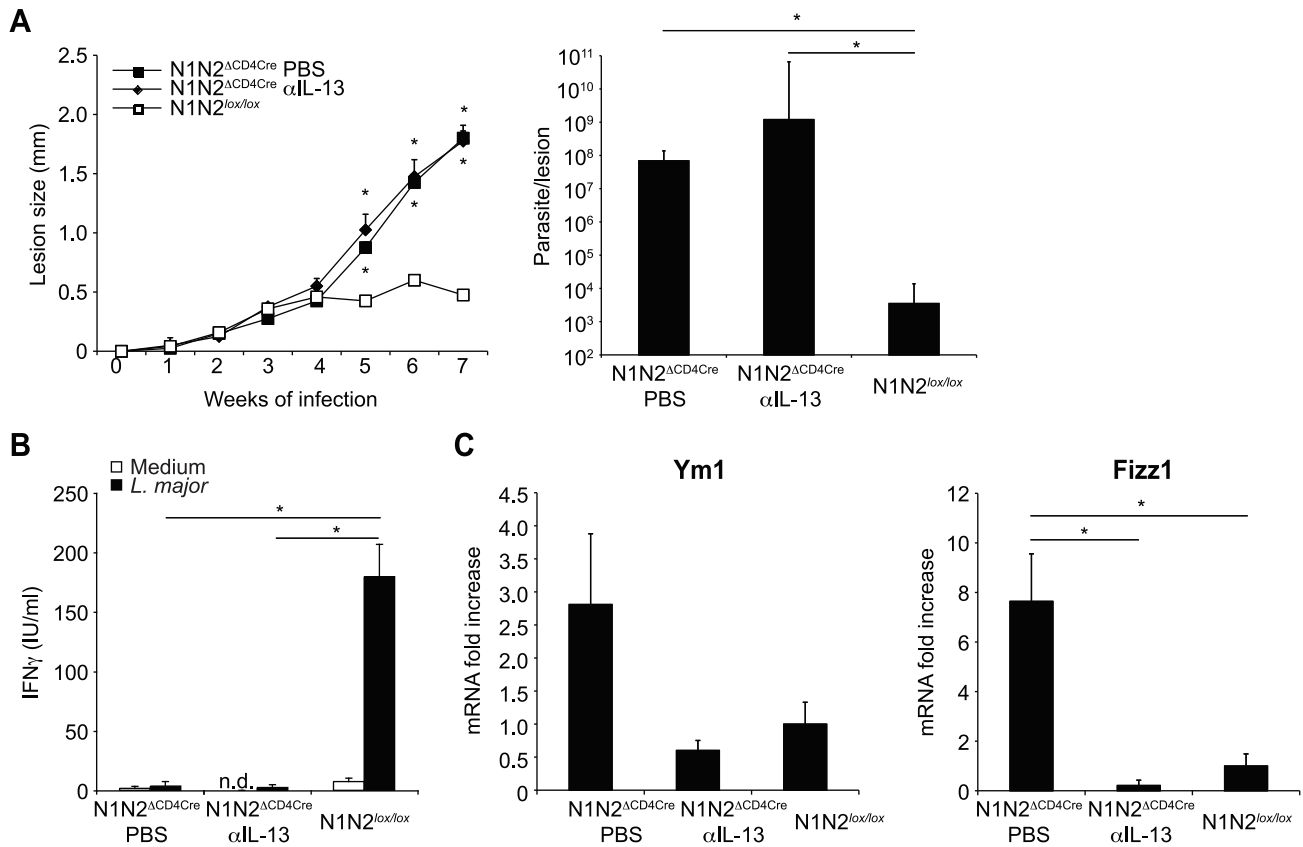 A
N1N2ΔCD4Cre PBS
N1N2ΔCD4Cre αIL-13
N1N2lox/lox
2.5
2.0
1.5
1.0
0.5
0
Lesion size (mm)
* * *
* * *
0 1 2 3 4 5 6 7
Weeks of infection
*
*
10¹¹
10¹⁰
10⁹
10⁸
10⁷
10⁶
10⁵
10⁴
10³
10²
Parasite/lesion
N1N2ΔCD4Cre PBS
N1N2ΔCD4Cre αIL-13
N1N2lox/lox
B
Medium
L. major
250
200
150
100
50
0
IFNγ (IU/ml)
*
*
n.d.
N1N2ΔCD4Cre PBS
N1N2ΔCD4Cre αIL-13
N1N2lox/lox
C
Ym1
4.5
4.0
3.5
3.0
2.5
2.0
1.5
1.0
0.5
mRNA fold increase
N1N2ΔCD4Cre PBS
N1N2ΔCD4Cre αIL-13
N1N2lox/lox
Fizz1
12
10
8
6
4
2
0
mRNA fold increase
*
*
N1N2ΔCD4Cre PBS
N1N2ΔCD4Cre αIL-13
N1N2lox/lox